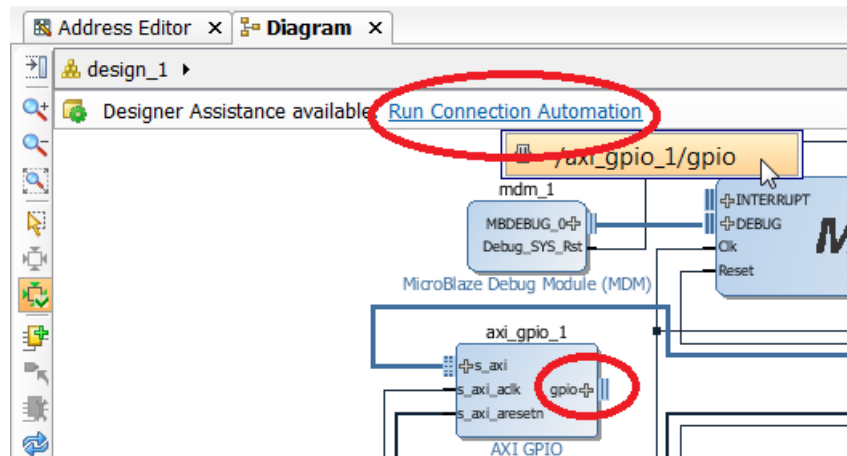 Address Editor × Diagram ×
design_1
Designer Assistance available. Run Connection Automation
/axi_gpio_1/gpio
mdm_1
MBDEBUG_0
Debug_SYS_Rst
INTERRUPT
DEBUG
Clk
Reset
MicroBlaze Debug Module (MDM)
axi_gpio_1
s_axi
s_axi_aclk gpio
s_axi_aresetn
AXI GPIO